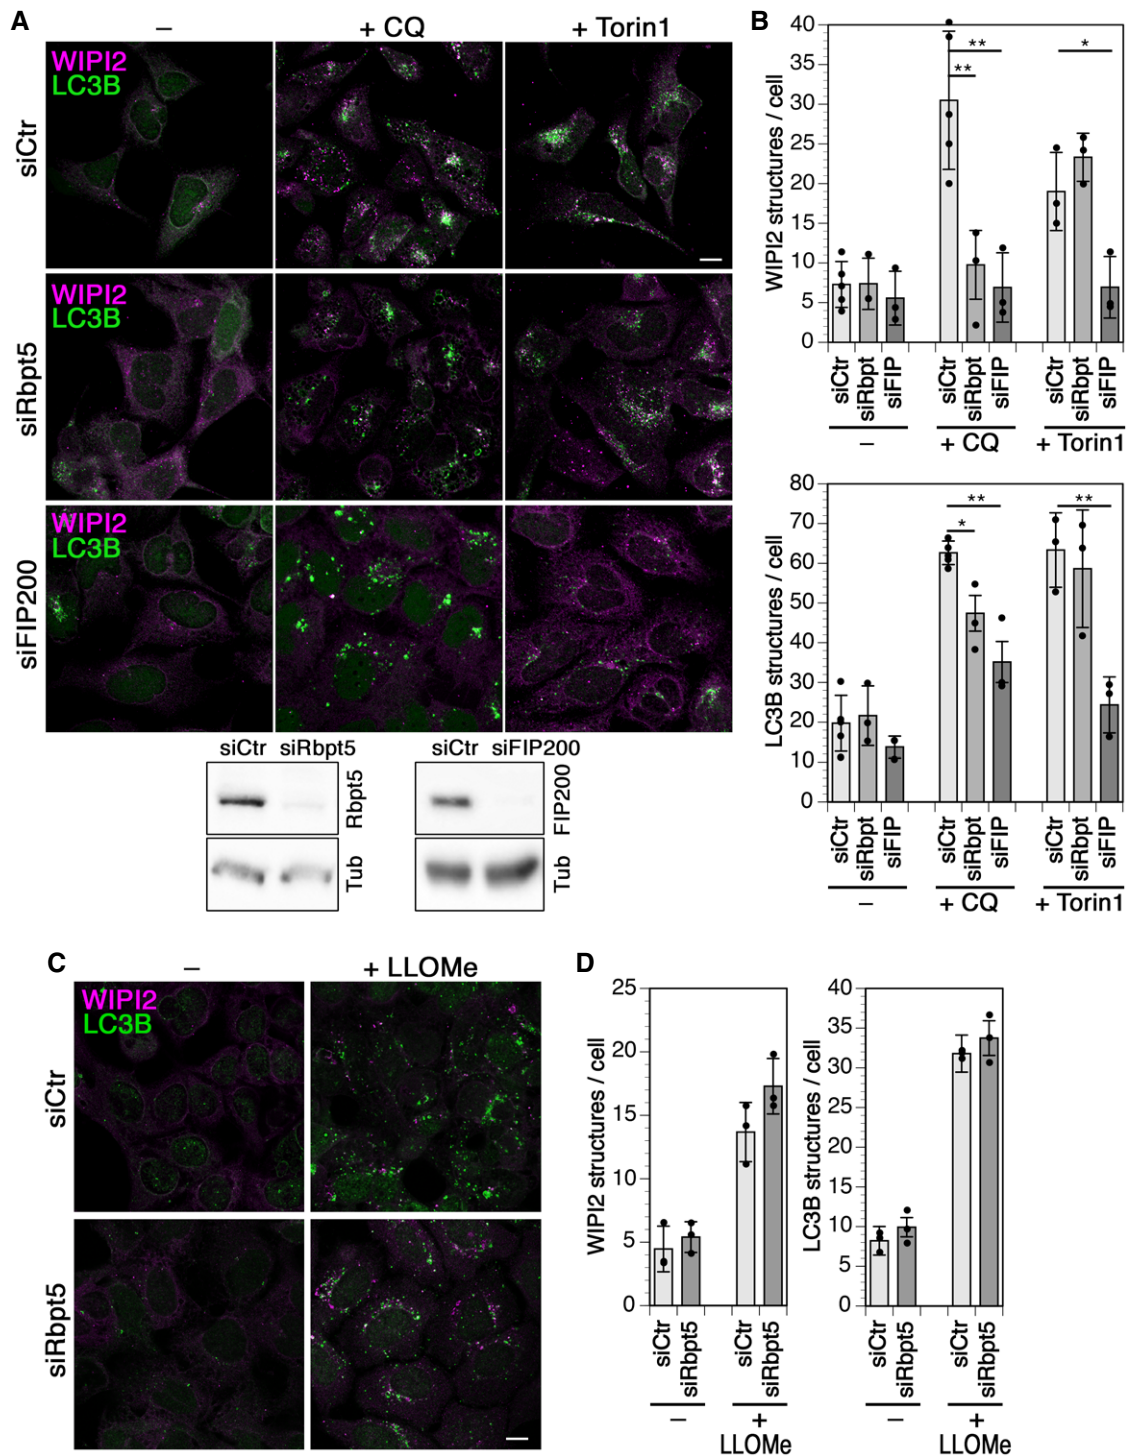 A
– + CQ + Torin1
WIPI2
LC3B
siCtr
WIPI2
LC3B
siRbpt5
WIPI2
LC3B
siFIP200
siCtr siRbpt5
Rbpt5
Tub
siCtr siFIP200
FIP200
Tub
B
WIPI2 structures / cell
40
35
30
25
20
15
10
5
0
** 
**
*
siCtr siRbpt siFIP siCtr siRbpt siFIP siCtr siRbpt siFIP
– + CQ + Torin1
LC3B structures / cell
80
70
60
50
40
30
20
10
0
**
*
**
siCtr siRbpt siFIP siCtr siRbpt siFIP siCtr siRbpt siFIP
– + CQ + Torin1
C
– + LLOMe
WIPI2
LC3B
siCtr
siRbpt5
D
WIPI2 structures / cell
25
20
15
10
5
0
siCtr siRbpt5 siCtr siRbpt5
– +
LLOMe
LC3B structures / cell
40
35
30
25
20
15
10
5
0
siCtr siRbpt5 siCtr siRbpt5
– +
LLOMe